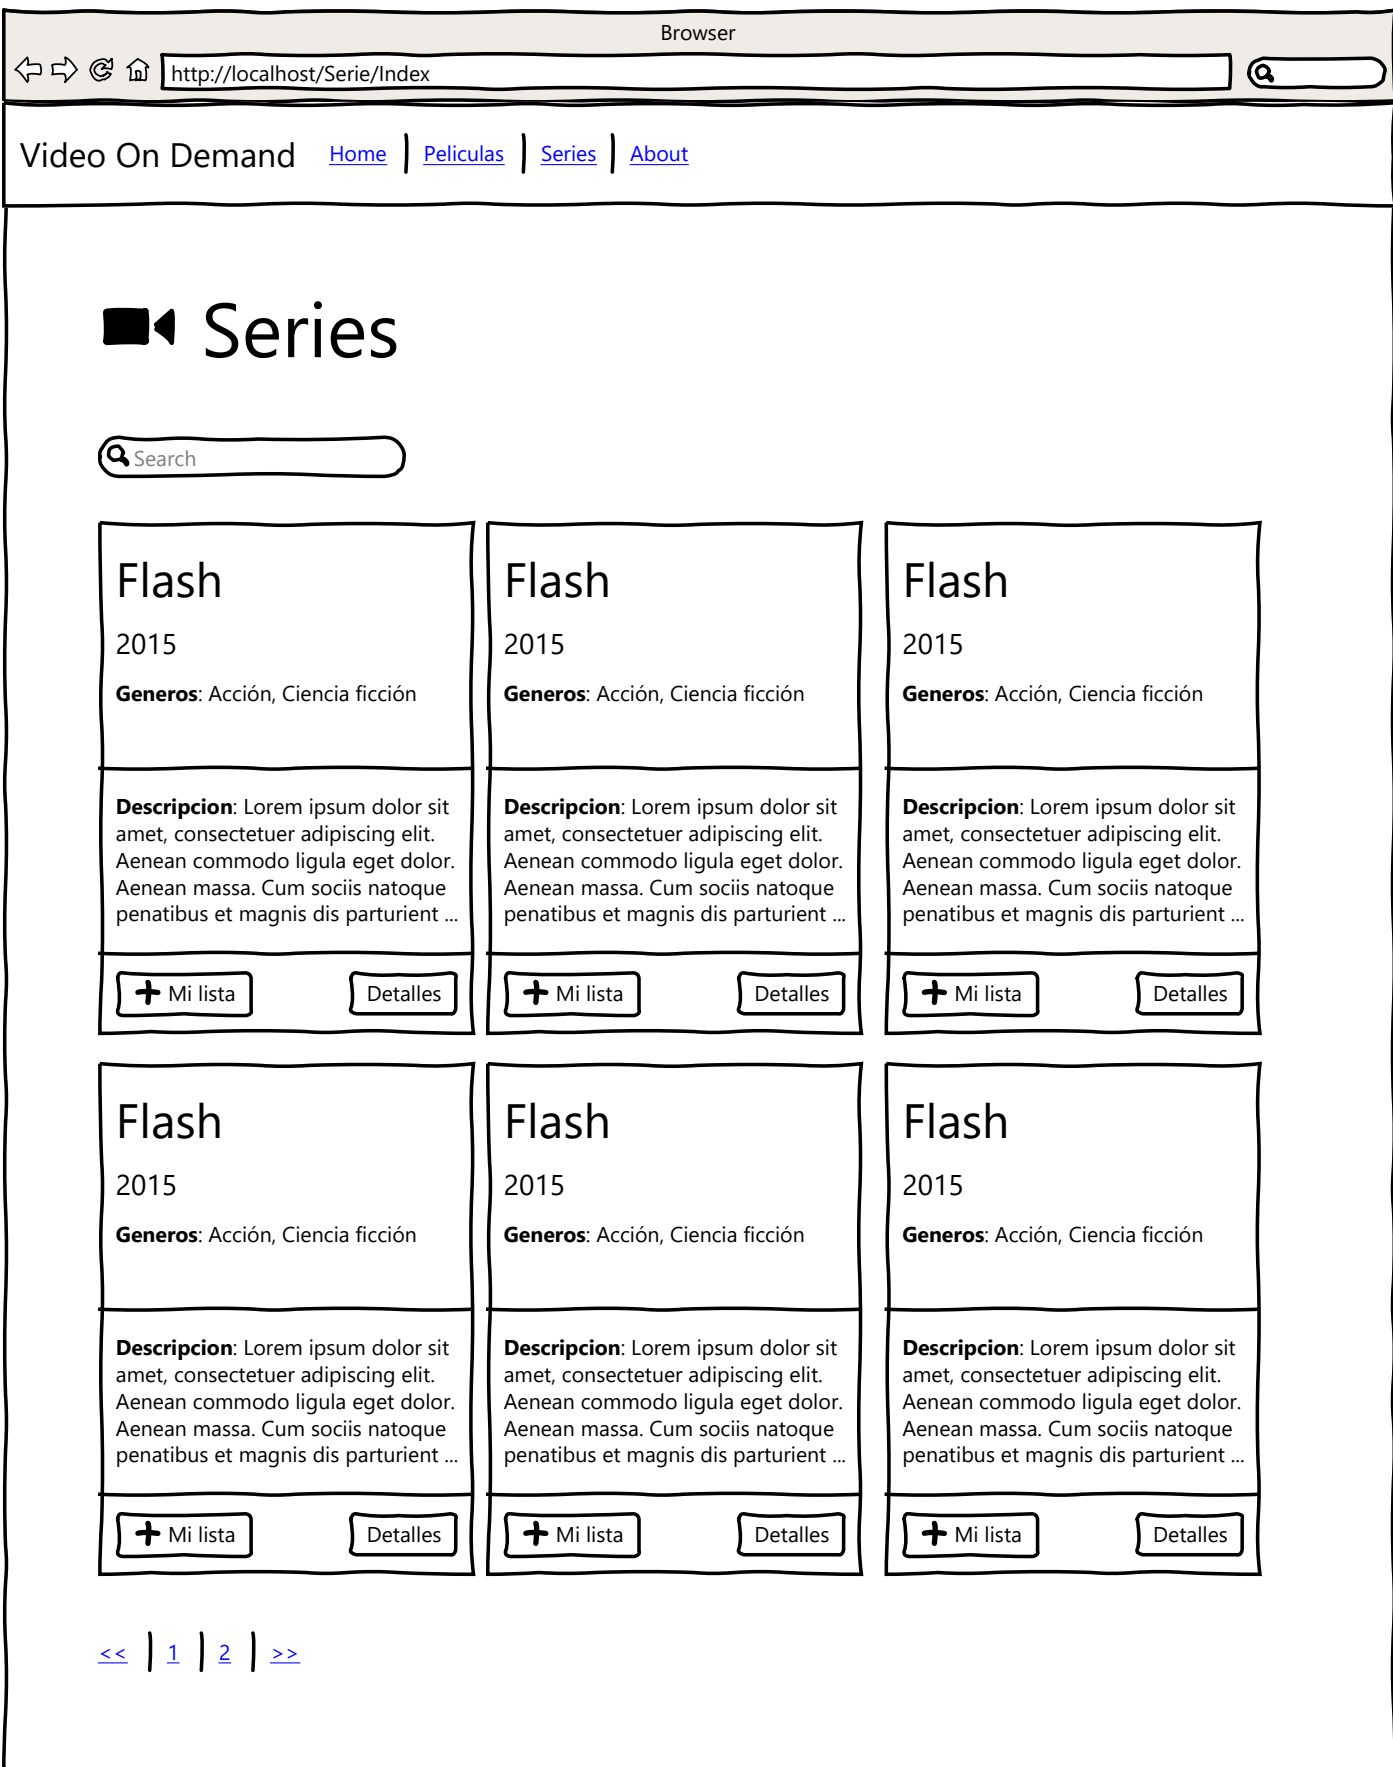 Browser
http://localhost/Serie/Index
Video On Demand Home Peliculas Series About
Series
Search
Flash Flash Flash
2015 2015 2015
Generos: Acción, Ciencia ficción Generos: Acción, Ciencia ficción Generos: Acción, Ciencia ficción
Descripcion: Lorem ipsum dolor sit
amet, consectetuer adipiscing elit.
Aenean commodo ligula eget dolor.
Aenean massa. Cum sociis natoque
penatibus et magnis dis parturient ...
Descripcion: Lorem ipsum dolor sit
amet, consectetuer adipiscing elit.
Aenean commodo ligula eget dolor.
Aenean massa. Cum sociis natoque
penatibus et magnis dis parturient ...
Descripcion: Lorem ipsum dolor sit
amet, consectetuer adipiscing elit.
Aenean commodo ligula eget dolor.
Aenean massa. Cum sociis natoque
penatibus et magnis dis parturient ...
Mi lista Detalles Mi lista Detalles Mi lista Detalles
Flash Flash Flash
2015 2015 2015
Generos: Acción, Ciencia ficción Generos: Acción, Ciencia ficción Generos: Acción, Ciencia ficción
Descripcion: Lorem ipsum dolor sit
amet, consectetuer adipiscing elit.
Aenean commodo ligula eget dolor.
Aenean massa. Cum sociis natoque
penatibus et magnis dis parturient ...
Descripcion: Lorem ipsum dolor sit
amet, consectetuer adipiscing elit.
Aenean commodo ligula eget dolor.
Aenean massa. Cum sociis natoque
penatibus et magnis dis parturient ...
Descripcion: Lorem ipsum dolor sit
amet, consectetuer adipiscing elit.
Aenean commodo ligula eget dolor.
Aenean massa. Cum sociis natoque
penatibus et magnis dis parturient ...
Mi lista Detalles Mi lista Detalles Mi lista Detalles
<< 1 2 >>